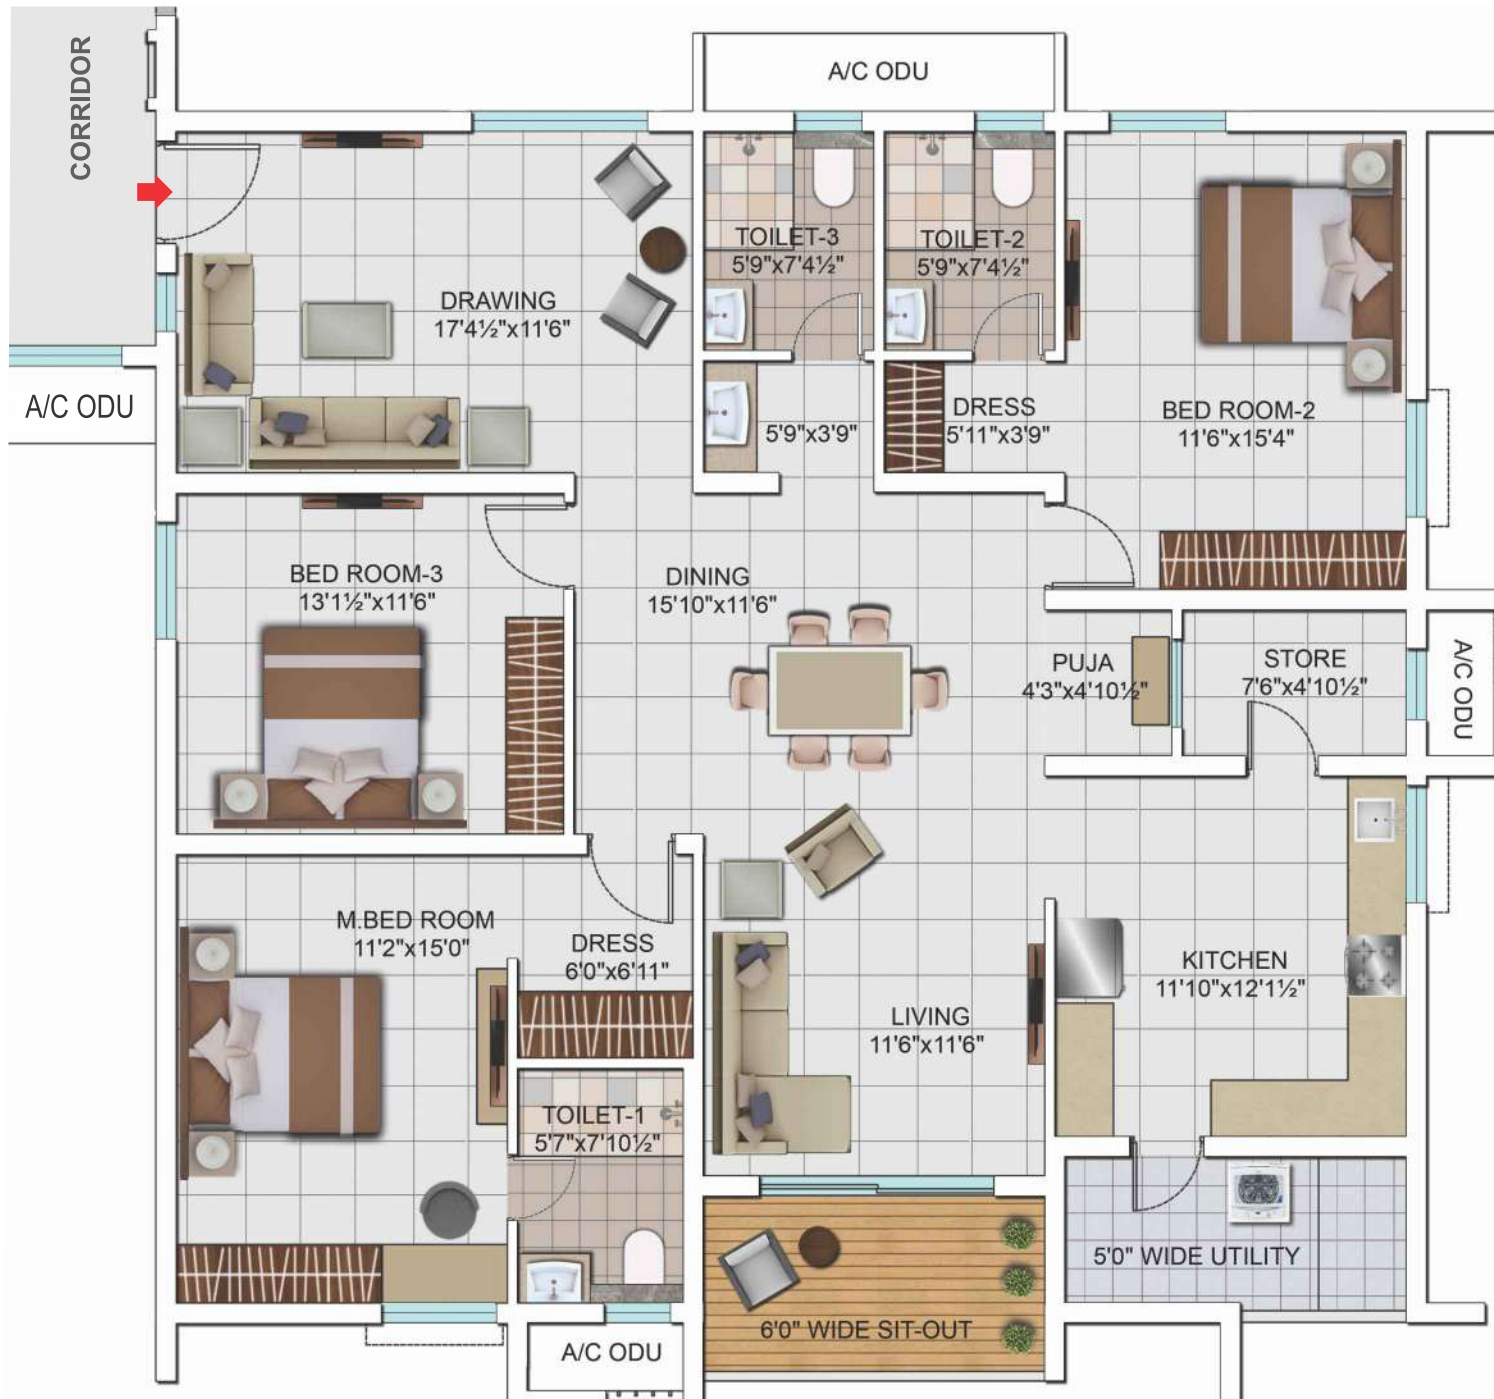 CORRIDOR
A/C ODU
A/C ODU
TOILET-3
5'9"x7'4½"
TOILET-2
5'9"x7'4½"
DRAWING
17'4½"x11'6"
5'9"x3'9"
DRESS
5'11"x3'9"
BED ROOM-2
11'6"x15'4"
BED ROOM-3
13'1½"x11'6"
DINING
15'10"x11'6"
PUJA
4'3"x4'10½"
STORE
7'6"x4'10½"
A/C ODU
M.BED ROOM
11'2"x15'0"
DRESS
6'0"x6'11"
KITCHEN
11'10"x12'1½"
LIVING
11'6"x11'6"
TOILET-1
5'7"x7'10½"
5'0" WIDE UTILITY
6'0" WIDE SIT-OUT
A/C ODU